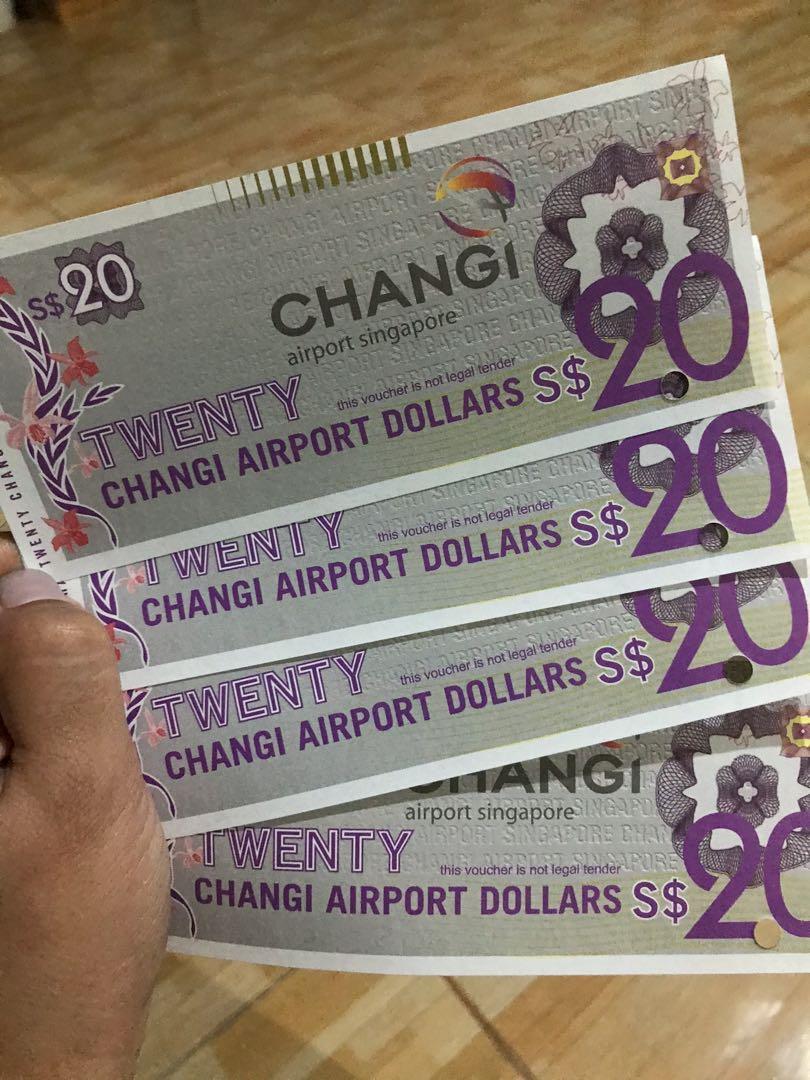 S$20
CHANGI
airport singapore
TWENTY
this voucher is not legal tender
CHANGI AIRPORT DOLLARS S$20
TWENTY CHANG
TWENTY
this voucher is not legal tender
CHANGI AIRPORT DOLLARS S$20
TWENTY
this voucher is not legal tender
CHANGI AIRPORT DOLLARS S$20
CHANGI
airport singapore
TWENTY
this voucher is not legal tender
CHANGI AIRPORT DOLLARS S$20